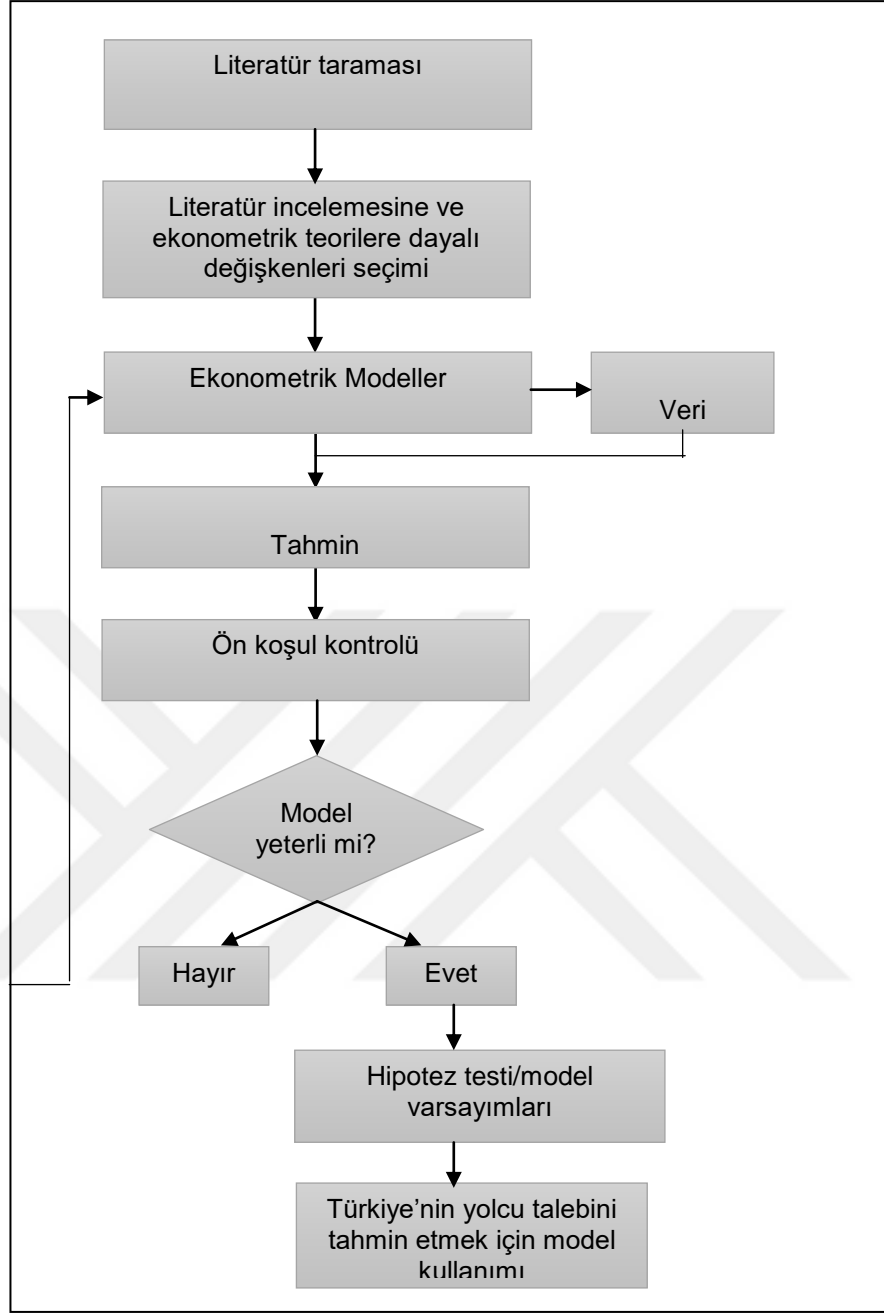 Literatür taraması
Literatür incelemesine ve
ekonometrik teorilere dayalı
değişkenleri seçimi
Ekonometrik Modeller
Veri
Tahmin
Ön koşul kontrolü
Model
yeterli mi?
Hayır
Evet
Hipotez testi/model
varsayımları
Türkiye’nin yolcu talebini
tahmin etmek için model
kullanımı